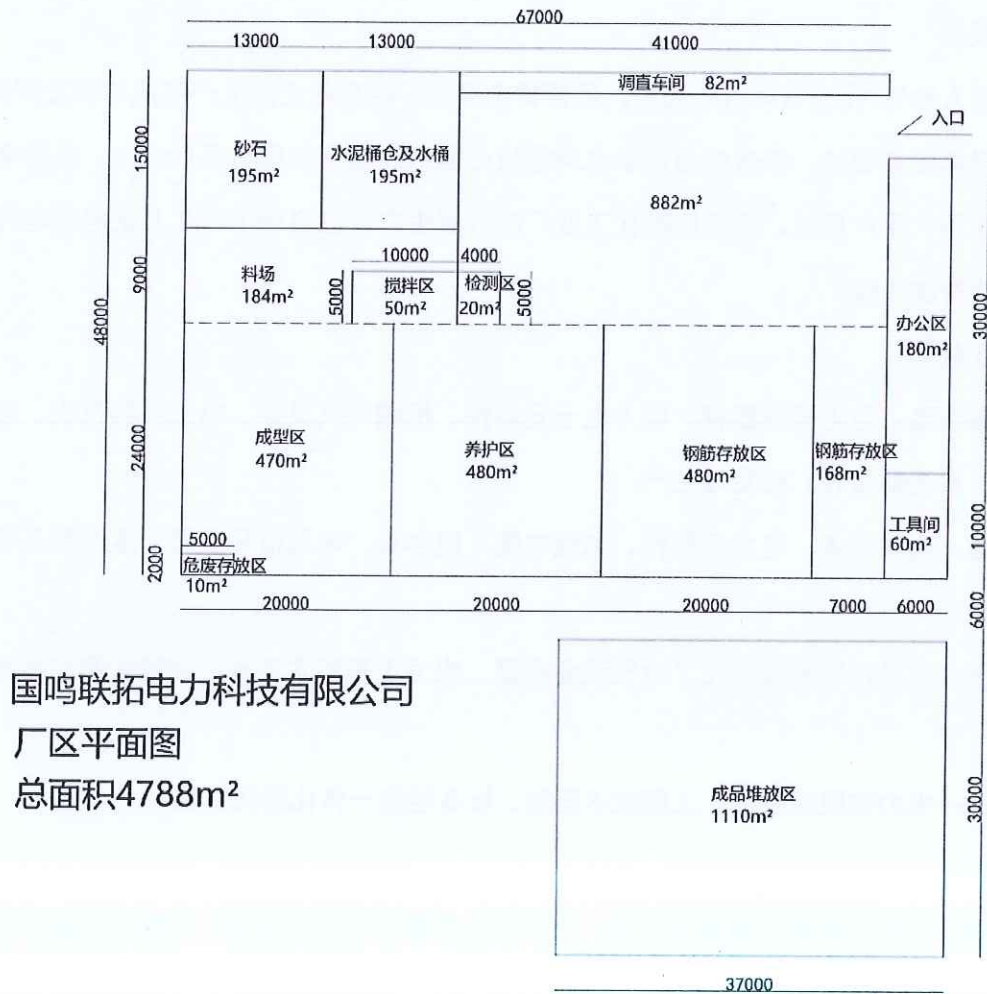 67000
13000
13000
41000
调直车间 82m²
入口
砂石
195m²
水泥桶仓及水桶
195m²
882m²
15000
9000
48000
24000
2000
料场
184m²
10000
4000
5000
搅拌区
50m²
检测区
20m²
5000
办公区
180m²
30000
成型区
470m²
养护区
480m²
钢筋存放区
480m²
钢筋存放区
168m²
5000
危废存放区
10m²
工具间
60m²
10000
20000
20000
20000
7000
6000
6000
国鸣联拓电力科技有限公司
厂区平面图
总面积4788m²
成品堆放区
1110m²
30000
37000